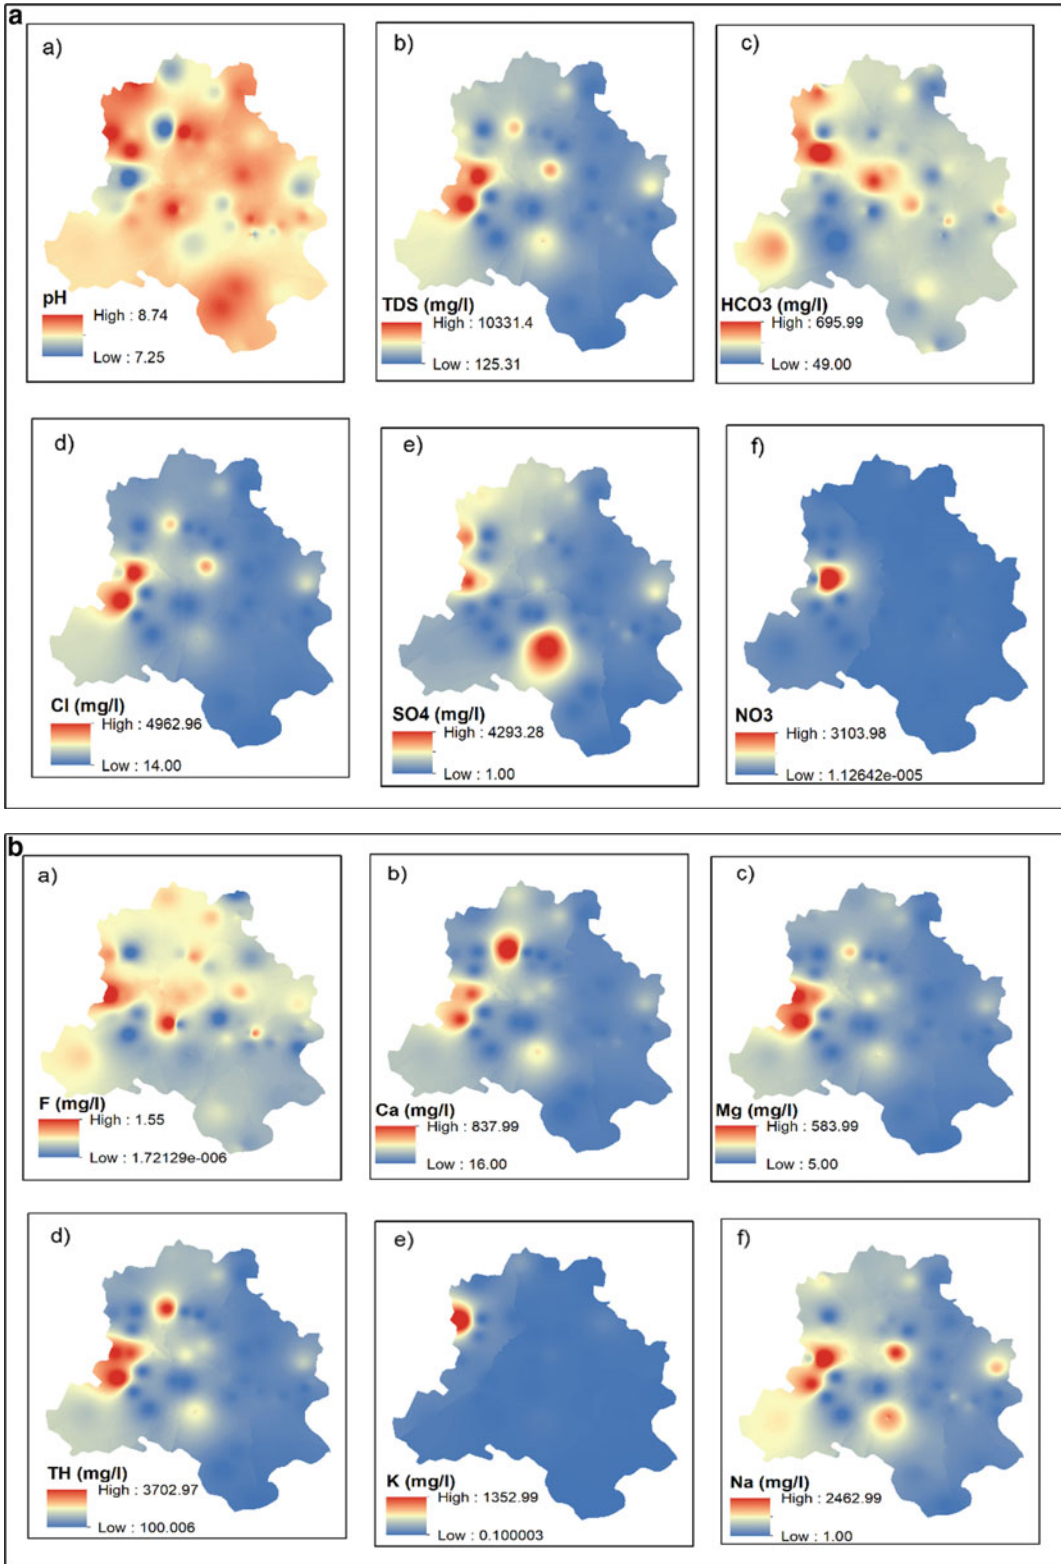 a
a)
pH
High : 8.74
Low : 7.25
b)
TDS (mg/l)
High : 10331.4
Low : 125.31
c)
HCO3 (mg/l)
High : 695.99
Low : 49.00
d)
Cl (mg/l)
High : 4962.96
Low : 14.00
e)
SO4 (mg/l)
High : 4293.28
Low : 1.00
f)
NO3
High : 3103.98
Low : 1.12642e-005
b
a)
F (mg/l)
High : 1.55
Low : 1.72129e-006
b)
Ca (mg/l)
High : 837.99
Low : 16.00
c)
Mg (mg/l)
High : 583.99
Low : 5.00
d)
TH (mg/l)
High : 3702.97
Low : 100.006
e)
K (mg/l)
High : 1352.99
Low : 0.100003
f)
Na (mg/l)
High : 2462.99
Low : 1.00